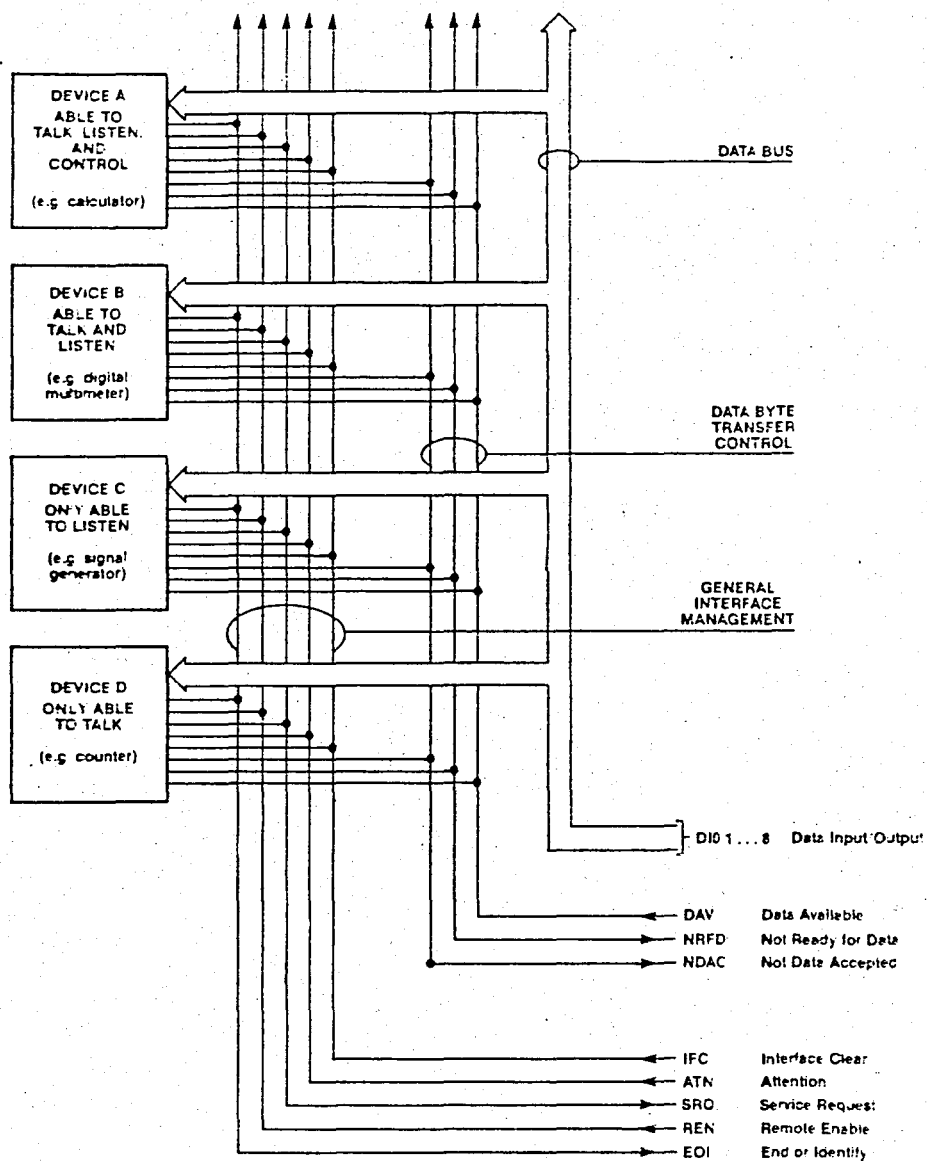 DEVICE A
ABLE TO
TALK, LISTEN,
AND
CONTROL
(e.g. calculator)
DATA BUS
DEVICE B
ABLE TO
TALK AND
LISTEN
(e.g. digital
multimeter)
DATA BYTE
TRANSFER
CONTROL
DEVICE C
ONLY ABLE
TO LISTEN
(e.g. signal
generator)
GENERAL
INTERFACE
MANAGEMENT
DEVICE D
ONLY ABLE
TO TALK
(e.g. counter)
DI0 1 . . . 8 Data Input/Output
DAV Data Available
NRFD Not Ready for Data
NDAC Not Data Accepted
IFC Interface Clear
ATN Attention
SRQ Service Request
REN Remote Enable
EOI End or Identify